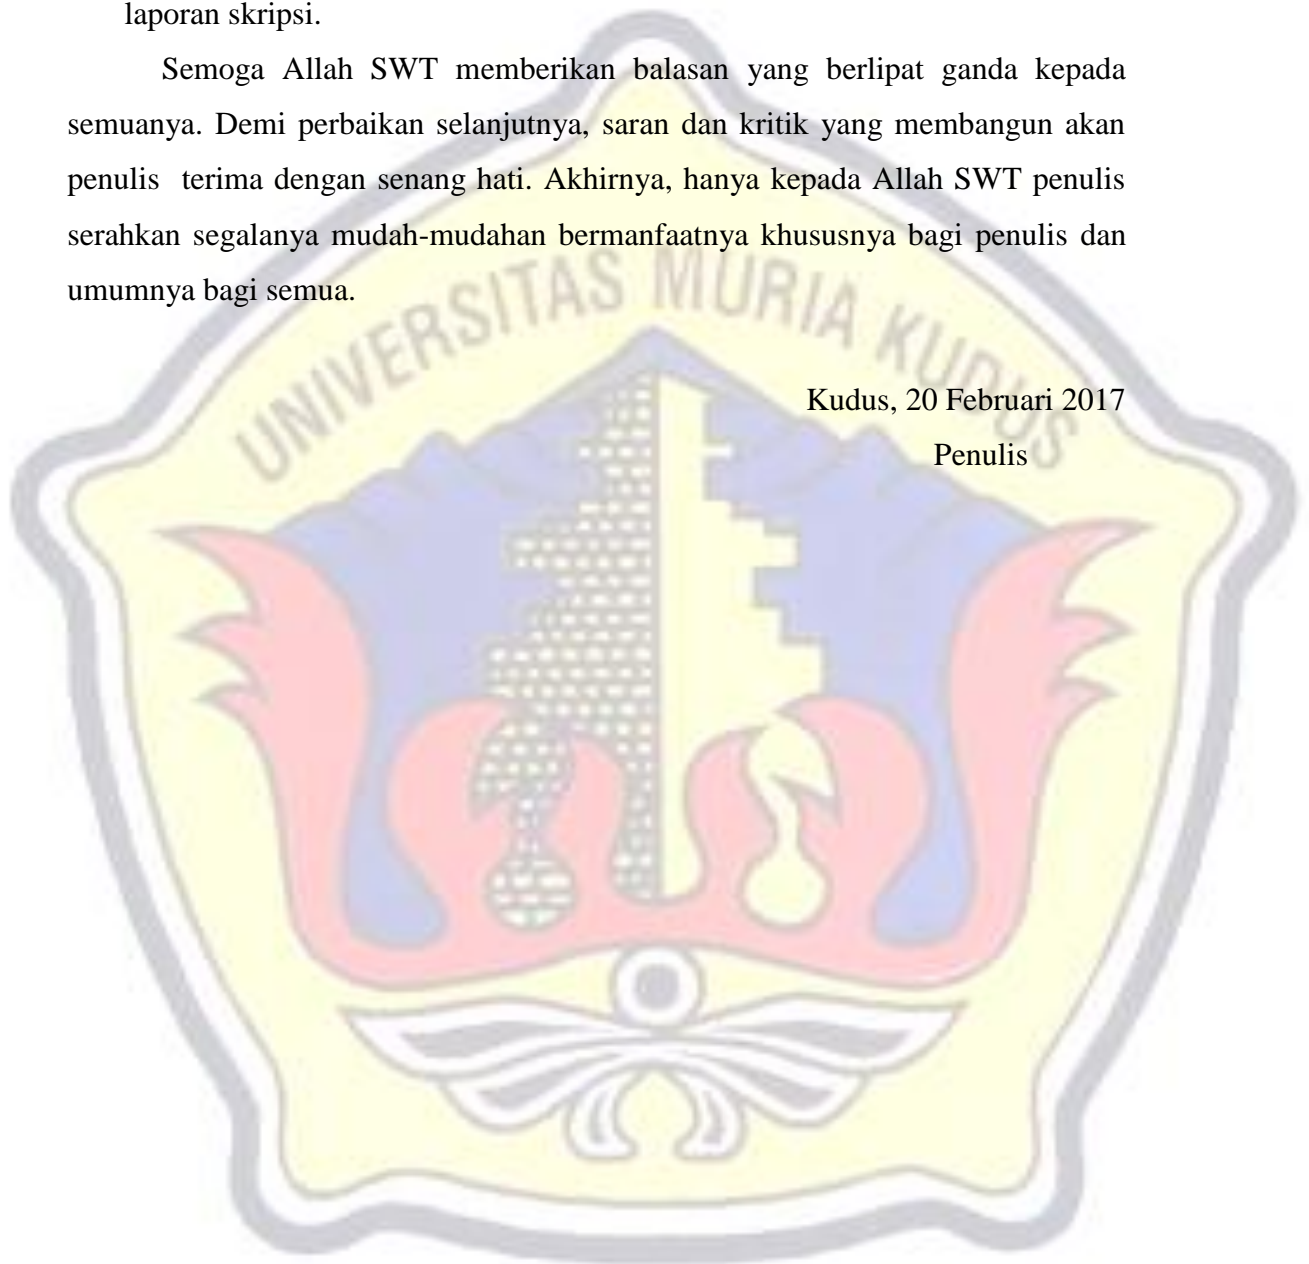 laporan skripsi.
Semoga Allah SWT memberikan balasan yang berlipat ganda kepada
semuanya. Demi perbaikan selanjutnya, saran dan kritik yang membangun akan
penulis terima dengan senang hati. Akhirnya, hanya kepada Allah SWT penulis
serahkan segalanya mudah-mudahan bermanfaatnya khususnya bagi penulis dan
umumnya bagi semua.
UNIVERSITAS MURIA KUDUS
Kudus, 20 Februari 2017
Penulis